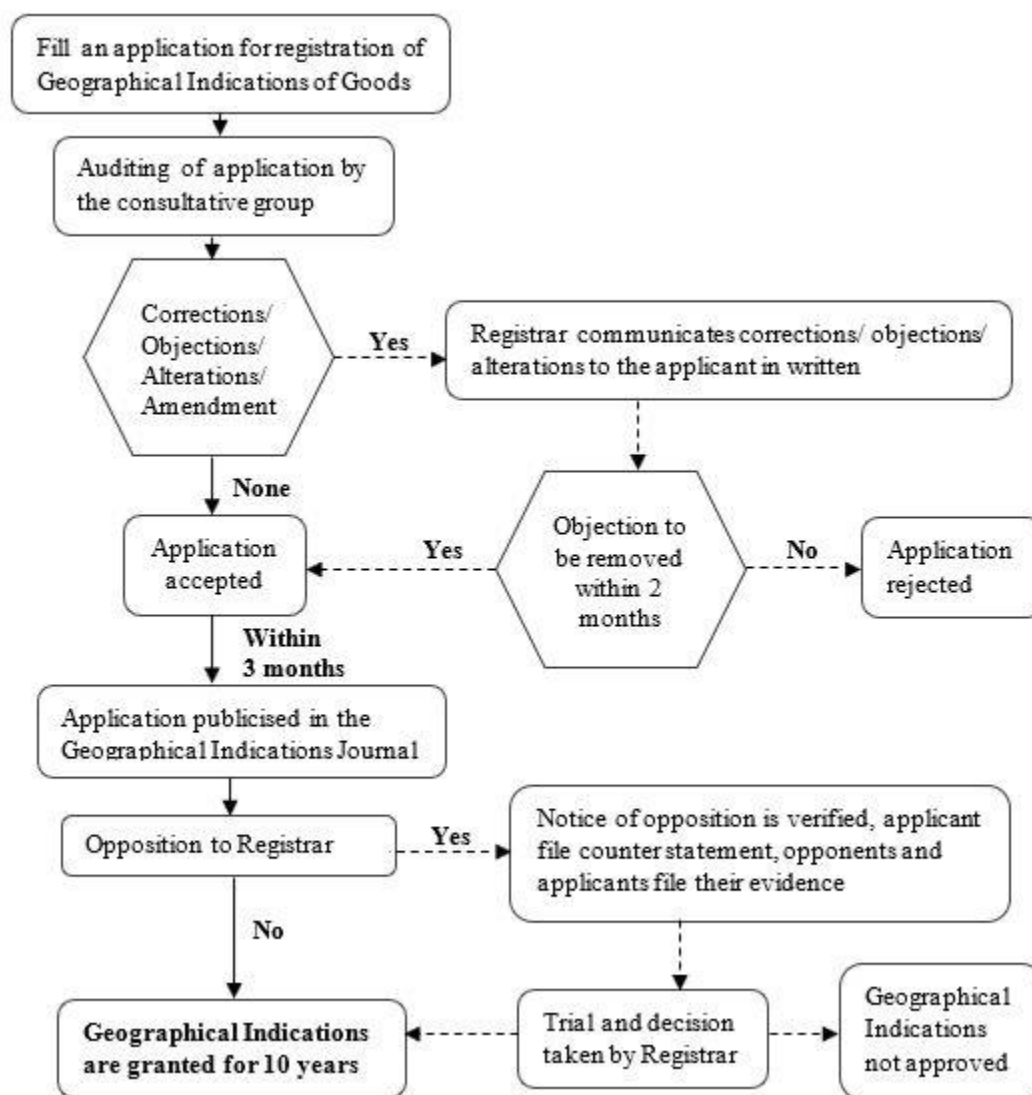 Fill an application for registration of
Geographical Indications of Goods
Auditing of application by
the consultative group
Corrections/
Objections/
Alterations/
Amendment
Yes
Registrar communicates corrections/ objections/
alterations to the applicant in written
None
Objection to
be removed
within 2
months
Yes
No
Application
accepted
Application
rejected
Within
3 months
Application publicised in the
Geographical Indications Journal
Opposition to Registrar
Yes
Notice of opposition is verified, applicant
file counter statement, opponents and
applicants file their evidence
No
Geographical Indications
are granted for 10 years
Trial and decision
taken by Registrar
Geographical
Indications
not approved